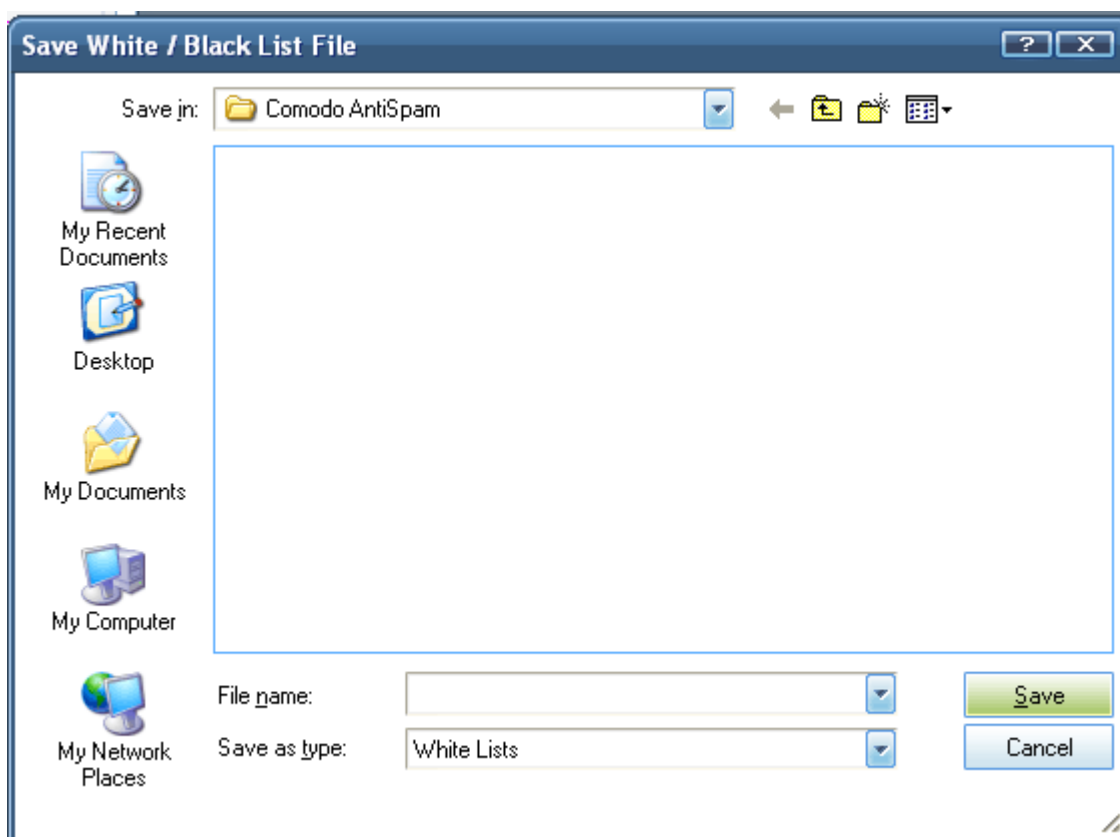 Save White / Black List File
Save in:
Comodo AntiSpam
My Recent
Documents
Desktop
My Documents
My Computer
My Network
Places
File name:
Save
Save as type:
White Lists
Cancel